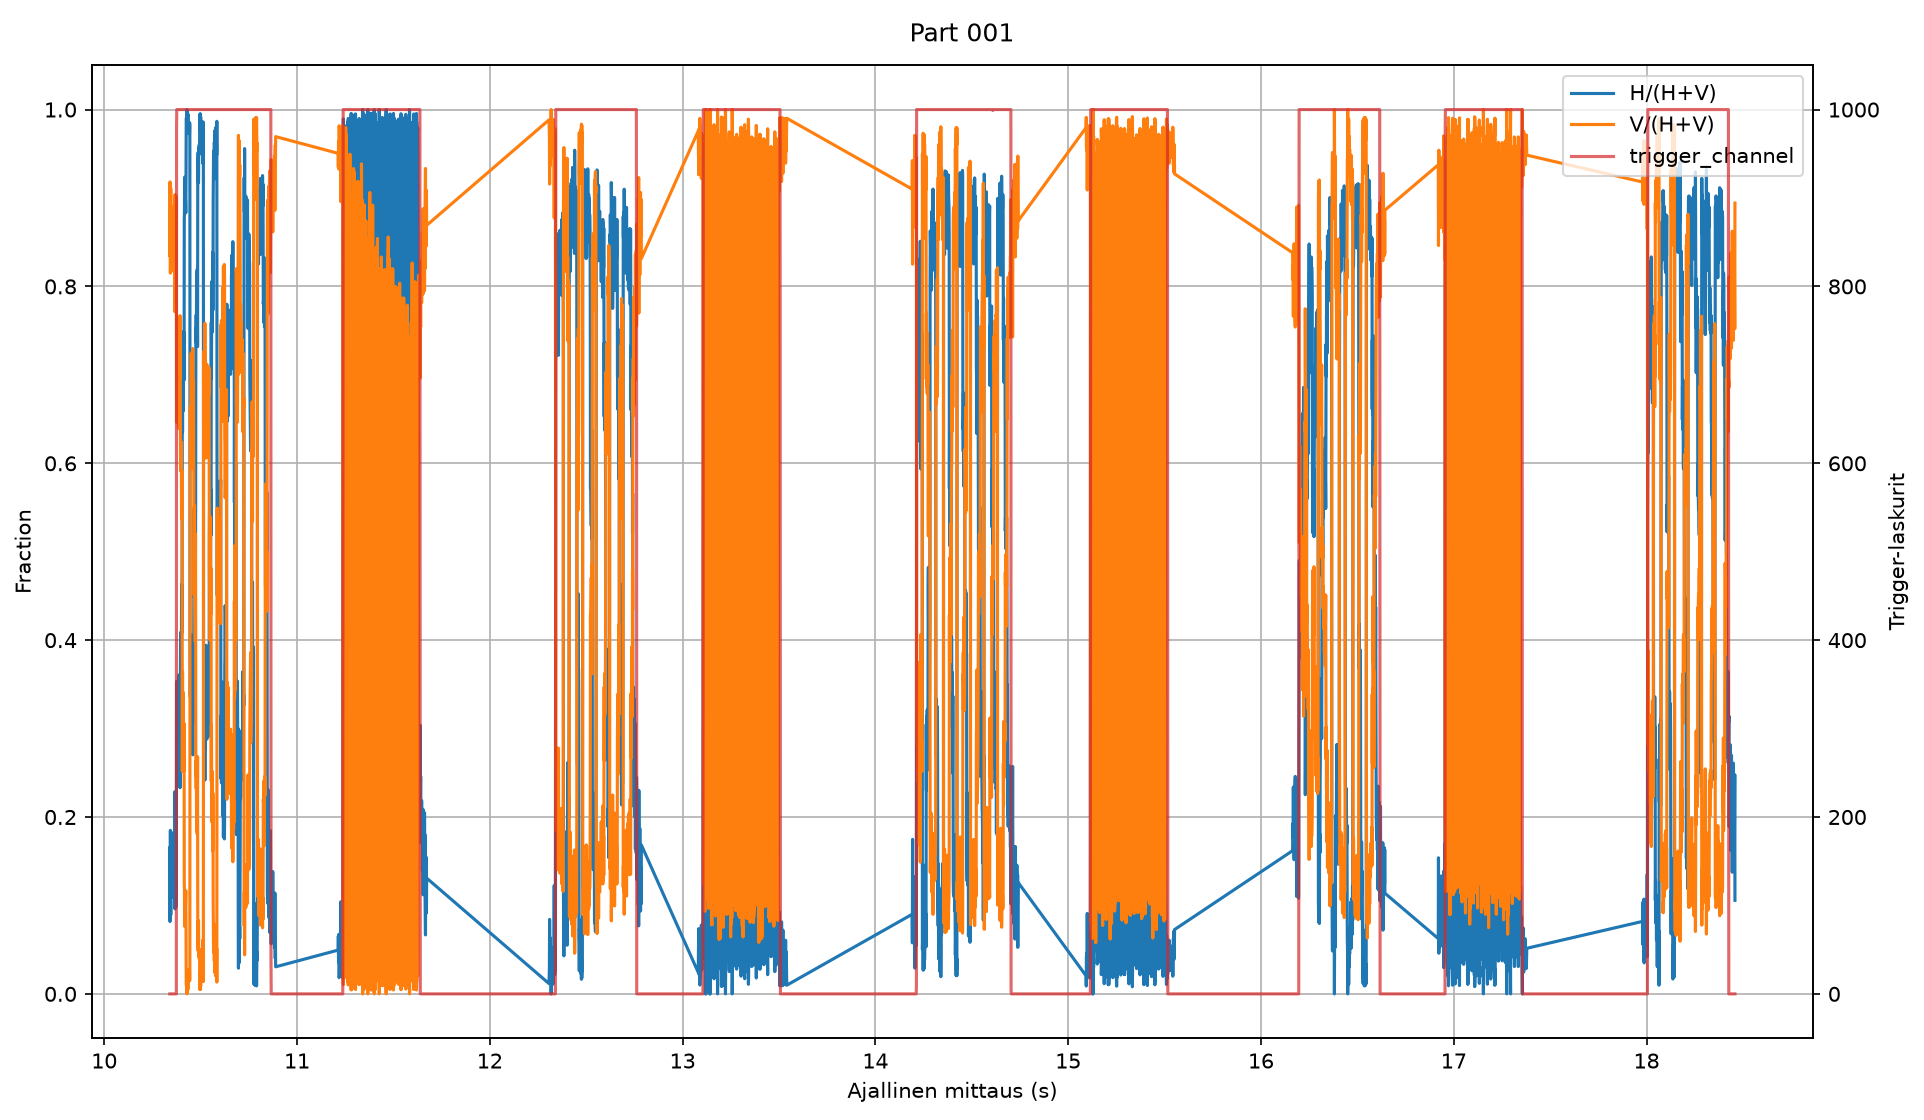 Part 001
H/(H+V)
V/(H+V)
trigger_channel
1.0
0.8
0.6
0.4
0.2
0.0
Fraction
1000
800
600
400
200
0
Trigger-laskurit
10 11 12 13 14 15 16 17 18
Ajallinen mittaus (s)